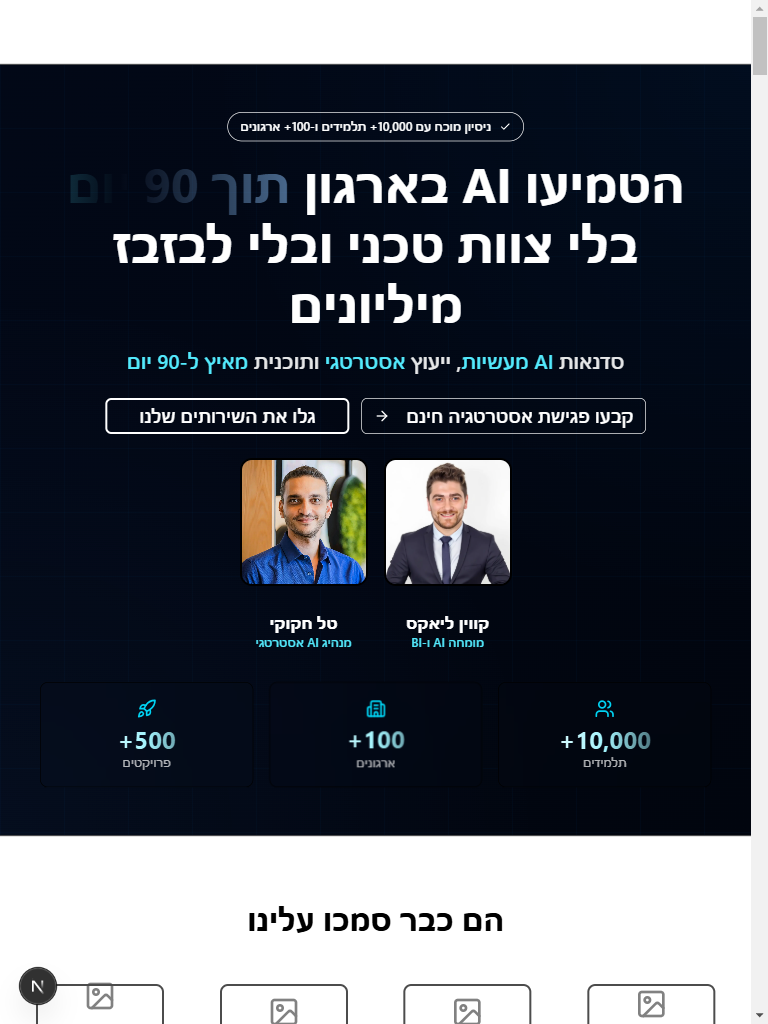 ניסיון מוכח עם 10,000+ תלמידים ו-100+ ארגונים
הטמיעו AI בארגון תוך 90 יום
בלי צוות טכני ובלי לבזבז
מיליונים
סדנאות AI מעשיות, ייעוץ אסטרטגי ותוכנית מאיץ ל-90 יום
קבעו פגישת אסטרטגיה חינם
גלו את השירותים שלנו
קווין ליאקס
מומחה AI ו-BI
טל חקוקי
מנהיג AI אסטרטגי
10,000+
תלמידים
100+
ארגונים
500+
פרויקטים
הם כבר סמכו עלינו
N